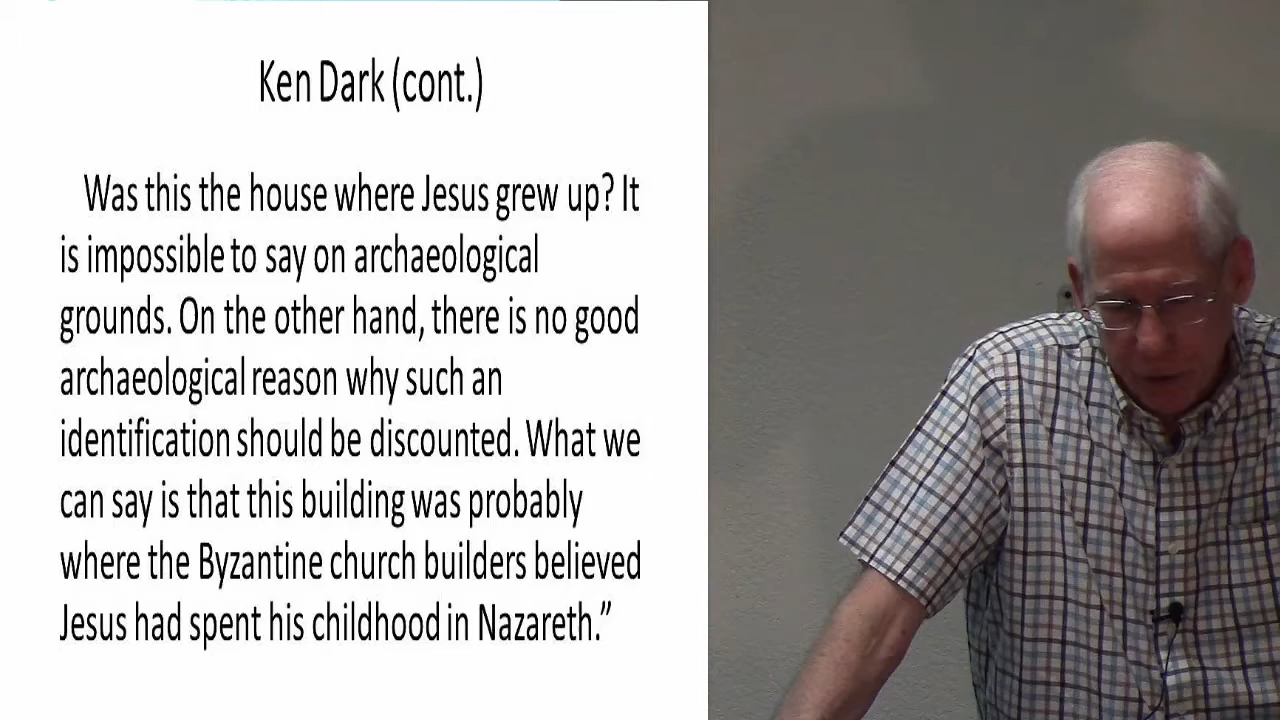 Ken Dark (cont.)
Was this the house where Jesus grew up? It
is impossible to say on archaeological
grounds. On the other hand, there is no good
archaeological reason why such an
identification should be discounted. What we
can say is that this building was probably
where the Byzantine church builders believed
Jesus had spent his childhood in Nazareth.”